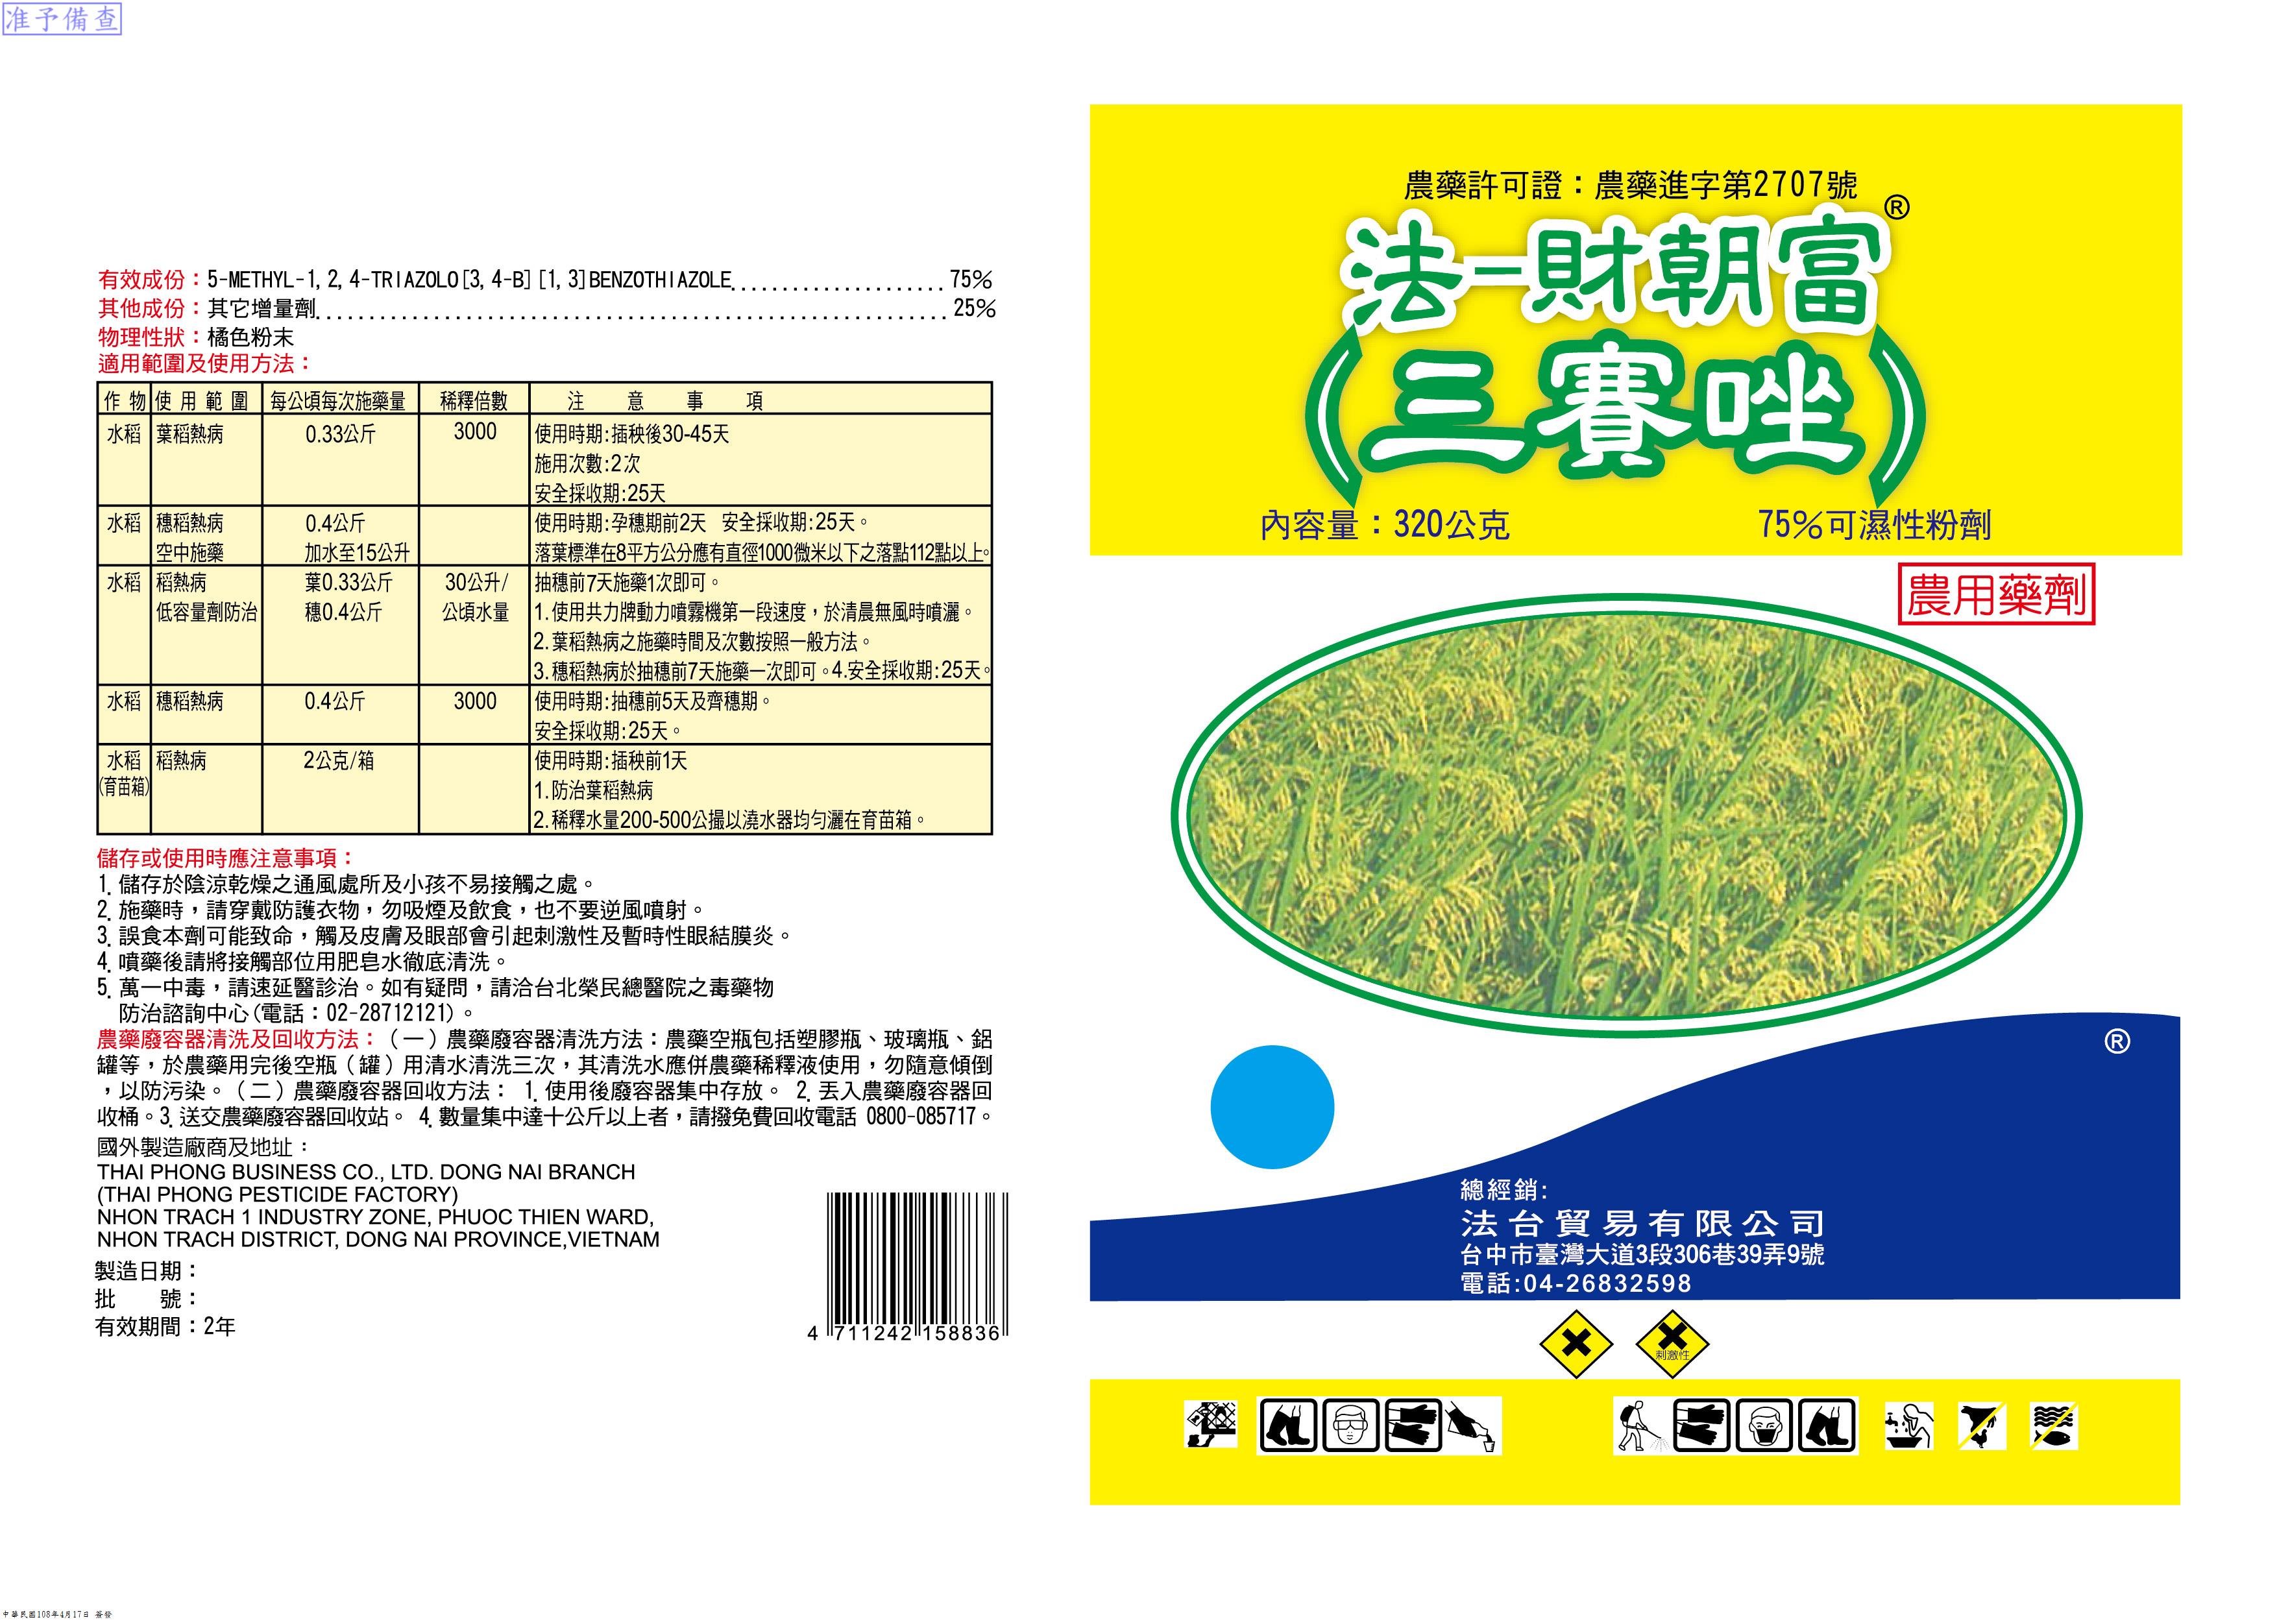 准予備查
有效成份：5-METHYL-1, 2, 4-TRIAZOLO[3, 4-B] [1, 3]BENZOTHIAZOLE....................75%
其他成份：其它增量劑............................................................25%
物理性狀：橘色粉末
適用範圍及使用方法：
作物 使用範圍 每公頃每次施藥量 稀釋倍數 注意事項
水稻 葉稻熱病 0.33公斤 3000 使用時期:插秧後30-45天
施用次數:2次
安全採收期:25天
水稻 穗稻熱病 0.4公斤 使用時期:孕穗期前2天 安全採收期:25天。
空中施藥 加水至15公升 落葉標準在8平方公分應有直徑1000微米以下之落點112點以上。
水稻 稻熱病 葉0.33公斤 30公升/ 抽穗前7天施藥1次即可。
低容量劑防治 穗0.4公斤 公頃水量 1.使用共力牌動力噴霧機第一段速度，於清晨無風時噴灑。
2.葉稻熱病之施藥時間及次數按照一般方法。
3.穗稻熱病於抽穗前7天施藥一次即可。4.安全採收期:25天。
水稻 穗稻熱病 0.4公斤 3000 使用時期:抽穗前5天及齊穗期。
安全採收期:25天。
水稻 稻熱病 2公克/箱 使用時期:插秧前1天
(育苗箱) 1.防治葉稻熱病
2.稀釋水量200-500公撮以澆水器均勻灑在育苗箱。
儲存或使用時應注意事項：
1. 儲存於陰涼乾燥之通風處所及小孩不易接觸之處。
2. 施藥時，請穿戴防護衣物，勿吸煙及飲食，也不要逆風噴射。
3. 誤食本劑可能致命，觸及皮膚及眼部會引起刺激性及暫時性眼結膜炎。
4. 噴藥後請將接觸部位用肥皂水徹底清洗。
5. 萬一中毒，請速延醫診治。如有疑問，請洽台北榮民總醫院之毒藥物
防治諮詢中心(電話：02-28712121)。
農藥廢容器清洗及回收方法：（一）農藥廢容器清洗方法：農藥空瓶包括塑膠瓶、玻璃瓶、鋁
罐等，於農藥用完後空瓶（罐）用清水清洗三次，其清洗水應併農藥稀釋液使用，勿隨意傾倒
，以防污染。（二）農藥廢容器回收方法： 1. 使用後廢容器集中存放。 2. 丟入農藥廢容器回
收桶。3. 送交農藥廢容器回收站。 4. 數量集中達十公斤以上者，請撥免費回收電話 0800-085717。
國外製造廠商及地址：
THAI PHONG BUSINESS CO., LTD. DONG NAI BRANCH
(THAI PHONG PESTICIDE FACTORY)
NHON TRACH 1 INDUSTRY ZONE, PHUOC THIEN WARD,
NHON TRACH DISTRICT, DONG NAI PROVINCE,VIETNAM
製造日期：
批號：
有效期間：2年
4 711242 158836
農藥許可證：農藥進字第2707號
法一財朝富®
（三賽唑）
內容量：320公克 75%可濕性粉劑
農用藥劑
®
總經銷:
法台貿易有限公司
台中市臺灣大道3段306巷39弄9號
電話:04-26832598
刺激性
中華民國108年4月17日 簽發